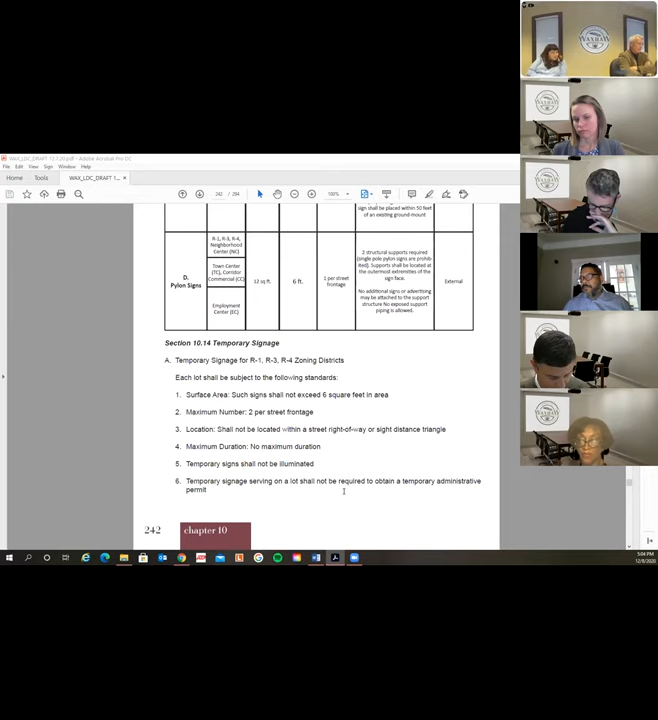 WAX_LDC_DRAFT 12.7.20.pdf - Adobe Acrobat Pro DC
File Edit View Sign Window Help
Home Tools WAX_LDC_DRAFT 1... ×
242 / 284 100%
sign shall be placed within 50 feet
of an existing ground-mount
D.
Pylon Signs
R-1, R-3, R-4,
Neighborhood
Center (NC)
Town Center
(TC), Corridor
Commercial (CC)
Employment
Center (EC)
12 sq ft.
6 ft.
1 per street
frontage
2 structural supports required
(single pole pylon signs are prohib
ited). Supports shall be located at
the outermost extremities of the
sign face.
No additional signs or advertising
may be attached to the support
structure No exposed support
piping is allowed.
External
Section 10.14 Temporary Signage
A. Temporary Signage for R-1, R-3, R-4 Zoning Districts
Each lot shall be subject to the following standards:
1. Surface Area: Such signs shall not exceed 6 square feet in area
2. Maximum Number: 2 per street frontage
3. Location: Shall not be located within a street right-of-way or sight distance triangle
4. Maximum Duration: No maximum duration
5. Temporary signs shall not be illuminated
6. Temporary signage serving on a lot shall not be required to obtain a temporary administrative
permit
242 chapter 10
5:04 PM
12/8/2020
WAXHAW